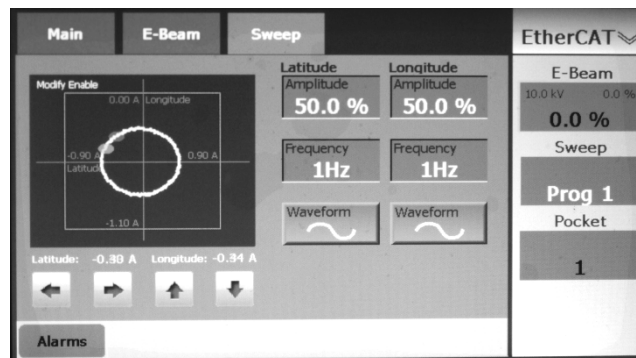 Main
E-Beam
Sweep
EtherCAT
Modify Enable
0.00 A
Longitude
-0.90 A
0.90 A
Latitude
-1.10 A
Latitude: -0.30 A
Longitude: -0.34 A
Latitude
Longitude
Amplitude
Amplitude
50.0 %
50.0 %
Frequency
Frequency
1Hz
1Hz
Waveform
Waveform
E-Beam
10.0 kV
0.0 %
0.0 %
Sweep
Prog 1
Pocket
1
Alarms